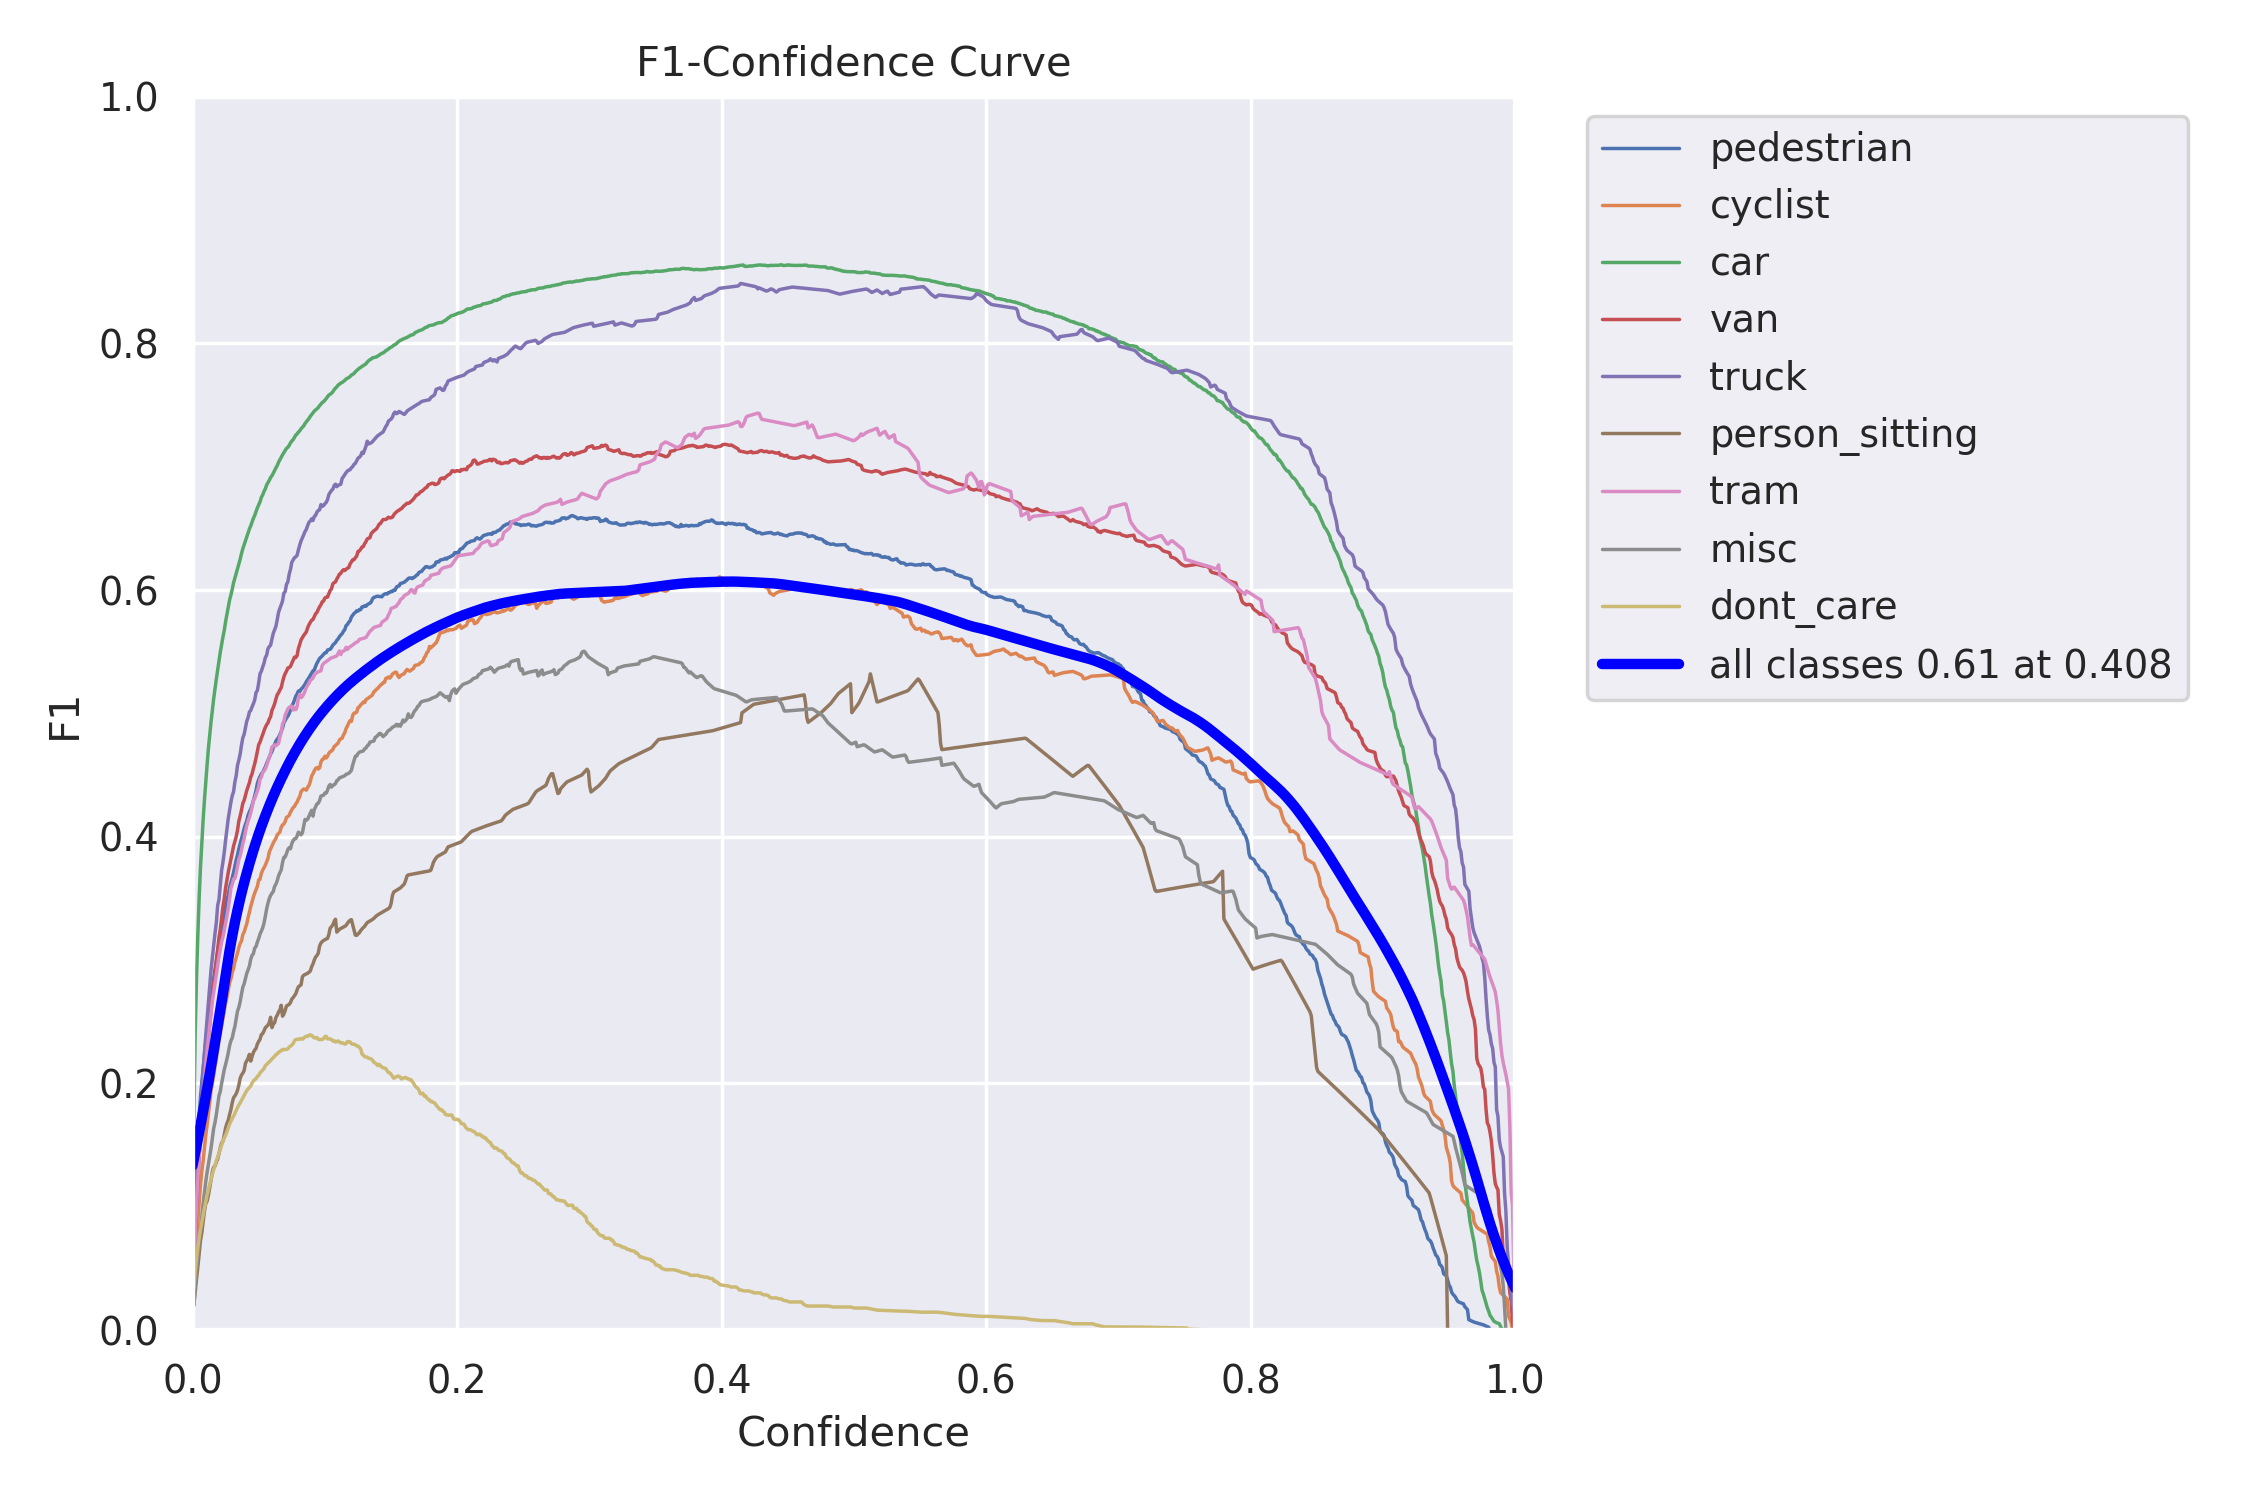 F1-Confidence Curve
1.0
0.8
0.6
0.4
0.2
0.0
F1
0.0 0.2 0.4 0.6 0.8 1.0
Confidence
pedestrian
cyclist
car
van
truck
person_sitting
tram
misc
dont_care
all classes 0.61 at 0.408